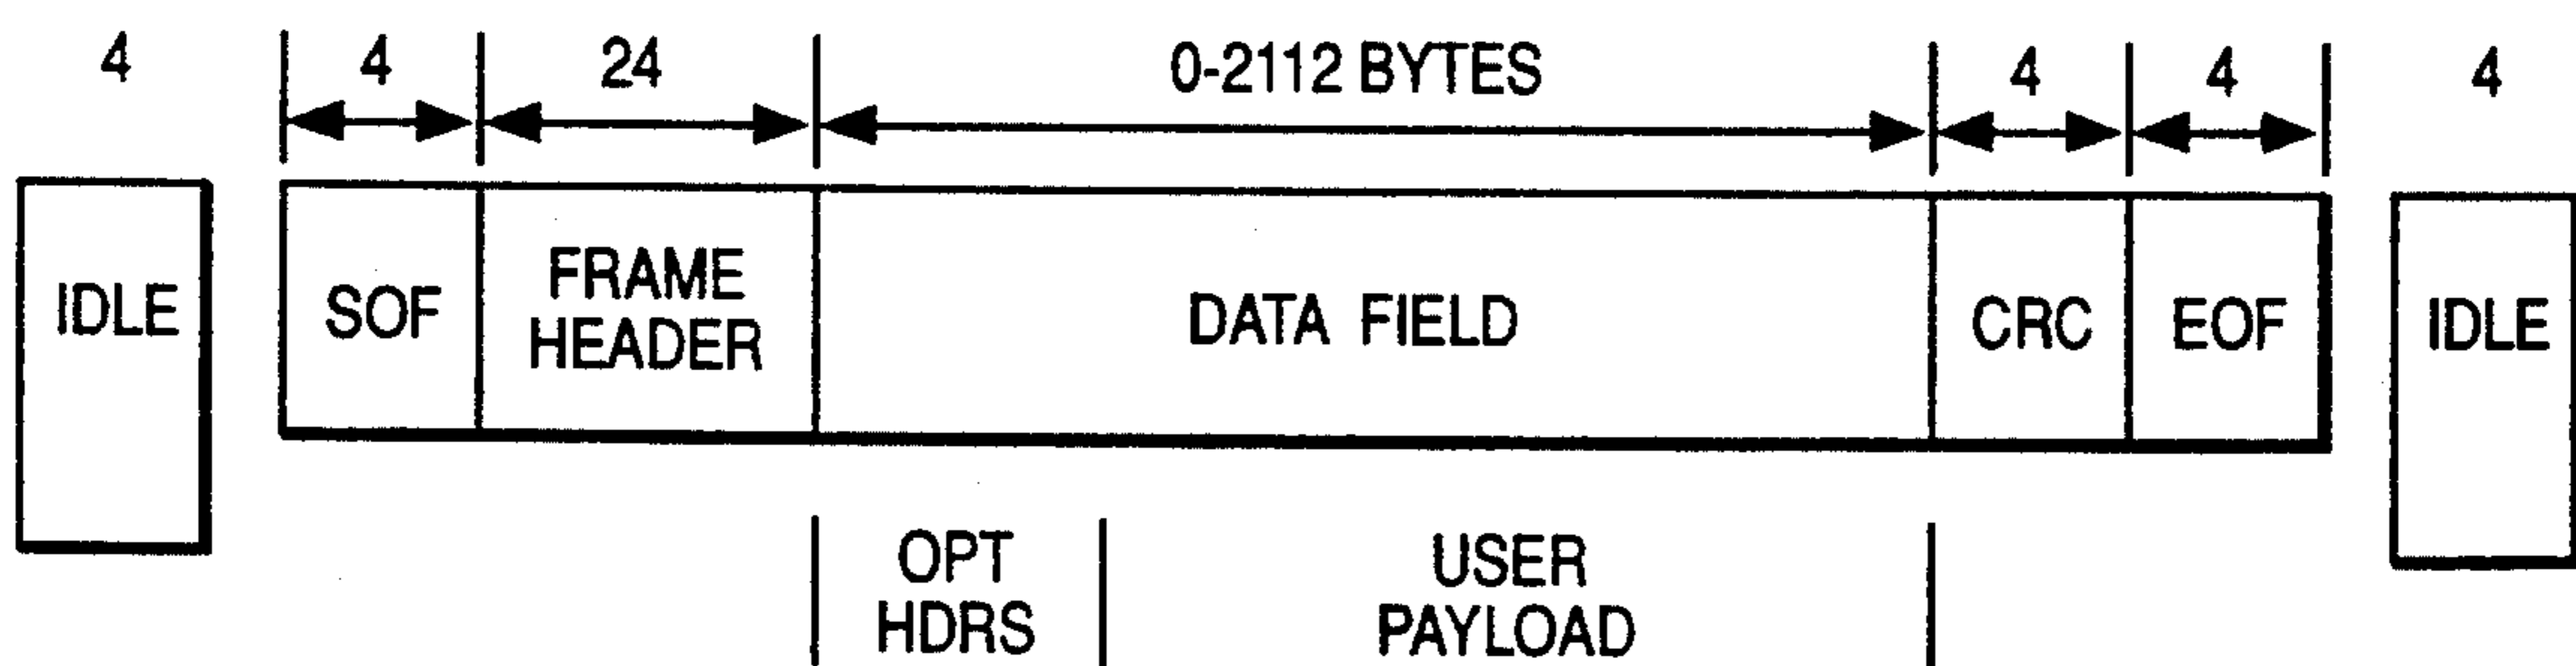 4 4 24 0-2112 BYTES 4 4 4
IDLE SOF FRAME HEADER DATA FIELD CRC EOF IDLE
OPT HDRS USER PAYLOAD